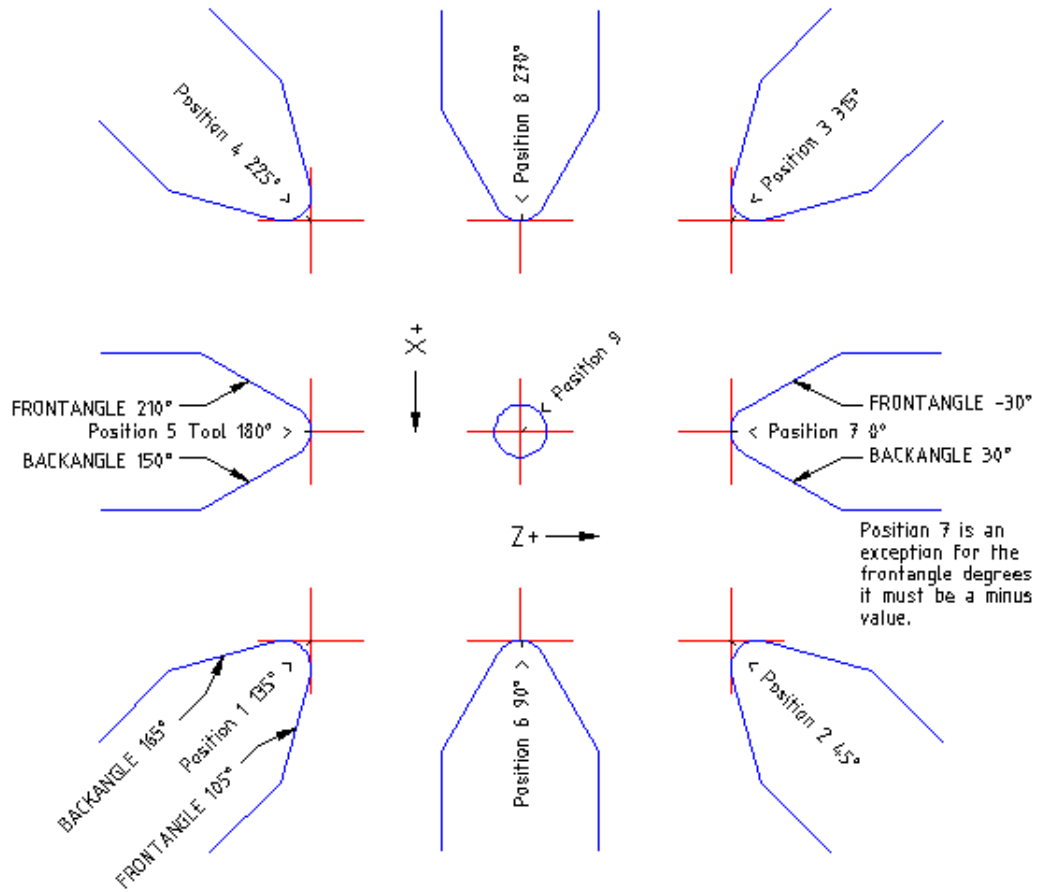 Position 4 225°
Position 8 270°
Position 3 315°
X+
Position 9
FRONTANGLE 210°
Position 5 Tool 180°
BACKANGLE 150°
FRONTANGLE -30°
Position 7 0°
BACKANGLE 30°
Z+
Position 7 is an
exception for the
frontangle degrees
it must be a minus
value.
BACKANGLE 165°
Position 1 135°
FRONTANGLE 105°
Position 6 90°
Position 2 45°